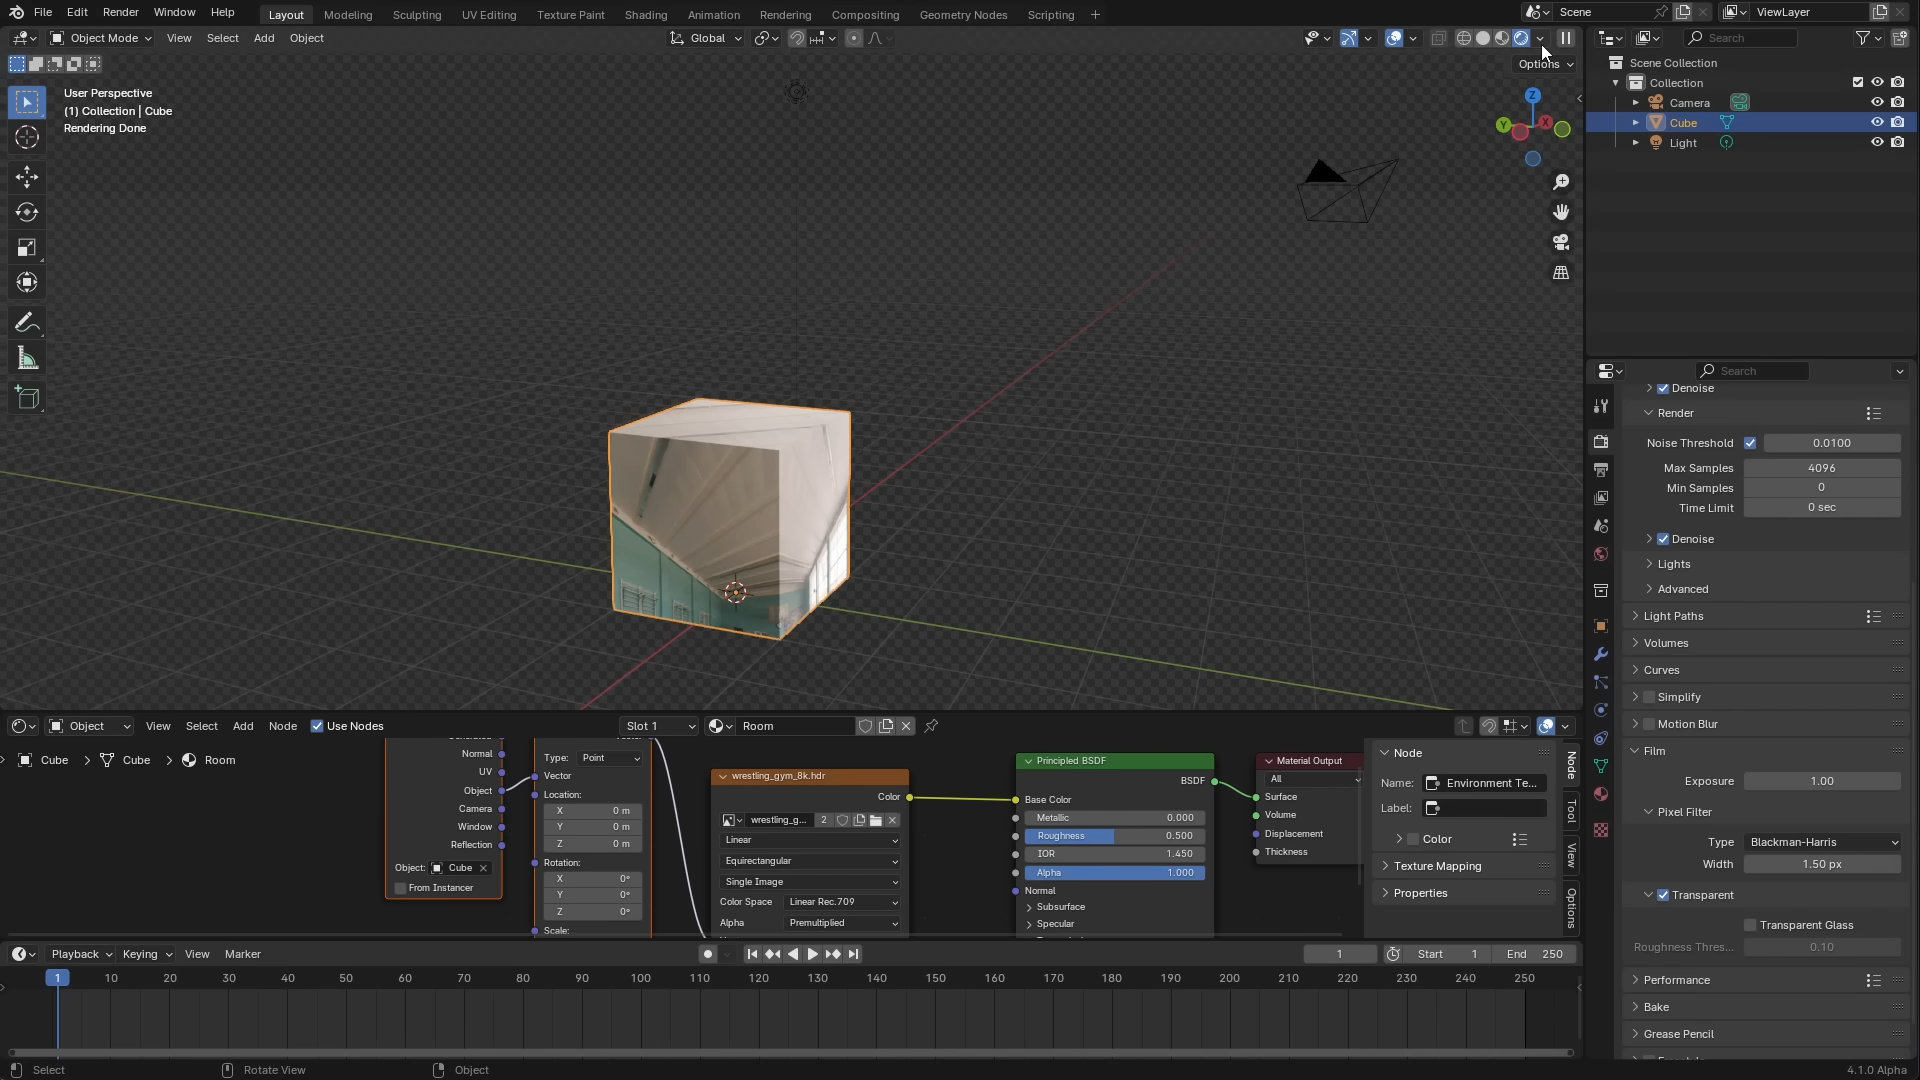 File Edit Render Window Help Layout Modeling Sculpting UV Editing Texture Paint Shading Animation Rendering Compositing Geometry Nodes Scripting + Scene ViewLayer
Object Mode View Select Add Object Global Search
Options
User Perspective
(1) Collection | Cube
Rendering Done
Z
Y
X
Scene Collection
Collection
Camera
Cube
Light
Search
Denoise
Render
Noise Threshold 0.0100
Max Samples 4096
Min Samples 0
Time Limit 0 sec
Denoise
Lights
Advanced
Light Paths
Volumes
Curves
Simplify
Motion Blur
Film
Exposure 1.00
Pixel Filter
Type Blackman-Harris
Width 1.50 px
Transparent
Transparent Glass
Roughness Thres... 0.10
Performance
Bake
Grease Pencil
Object View Select Add Node Use Nodes Slot 1 Room
Cube Cube Room
Normal
UV
Object
Camera
Window
Reflection
Object: Cube
From Instancer
Type: Point
Vector
Location:
X 0 m
Y 0 m
Z 0 m
Rotation:
X 0°
Y 0°
Z 0°
Scale:
wrestling_gym_8k.hdr
Color
wrestling_g... 2
Linear
Equirectangular
Single Image
Color Space Linear Rec.709
Alpha Premultiplied
Principled BSDF
BSDF
Base Color
Metallic 0.000
Roughness 0.500
IOR 1.450
Alpha 1.000
Normal
Subsurface
Specular
Material Output
All
Surface
Volume
Displacement
Thickness
Node
Name: Environment Te...
Label:
Color
Texture Mapping
Properties
Node
Tool
View
Options
Playback Keying View Marker 1 Start 1 End 250
1 10 20 30 40 50 60 70 80 90 100 110 120 130 140 150 160 170 180 190 200 210 220 230 240 250
Select Rotate View Object 4.1.0 Alpha